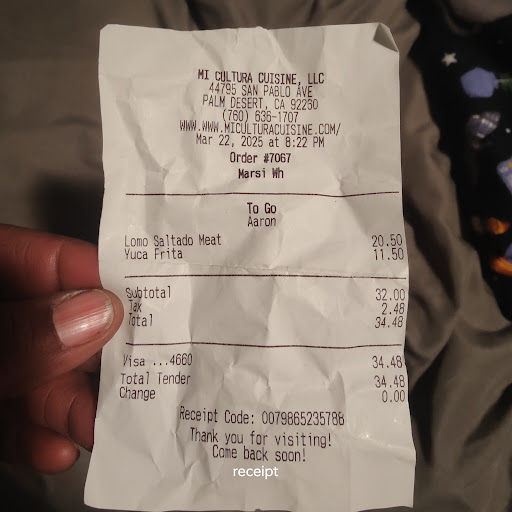 MI CULTURA CUISINE, LLC
44795 SAN PABLO AVE
PALM DESERT, CA 92260
(760) 636-1707
WWW.WWW.MICULTURACUISINE.COM/
Mar 22, 2025 at 8:22 PM
Order #7067
Marsi Wh
To Go
Aaron
Lomo Saltado Meat 20.50
Yuca Frita 11.50
Subtotal 32.00
Tax 2.48
Total 34.48
Visa ...4660 34.48
Total Tender 34.48
Change 0.00
Receipt Code: 0079865235788
Thank you for visiting!
Come back soon!
receipt